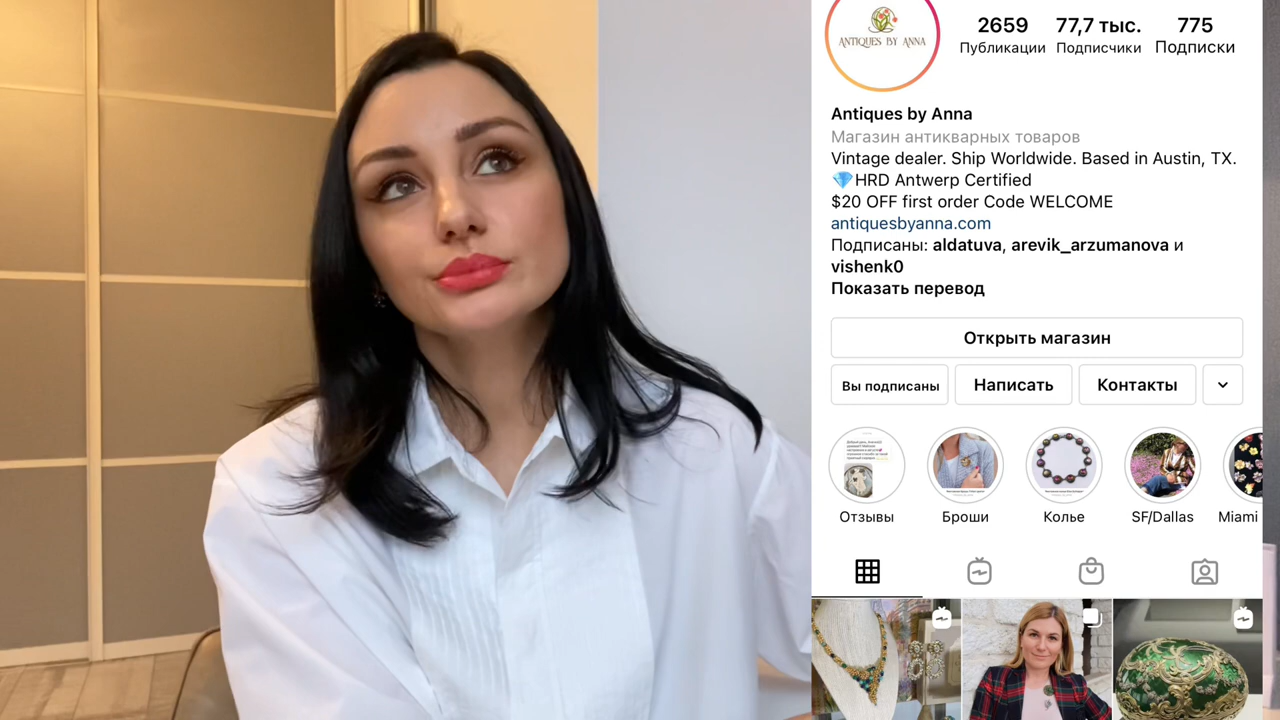 ANTIQUES BY ANNA
2659 77,7 тыс. 775
Публикации Подписчики Подписки
Antiques by Anna
Магазин антикварных товаров
Vintage dealer. Ship Worldwide. Based in Austin, TX.
💎HRD Antwerp Certified
$20 OFF first order Code WELCOME
antiquesbyanna.com
Подписаны: aldatuva, arevik_arzumanova и
vishenk0
Показать перевод
Открыть магазин
Вы подписаны Написать Контакты
Отзывы Броши Колье SF/Dallas Miami